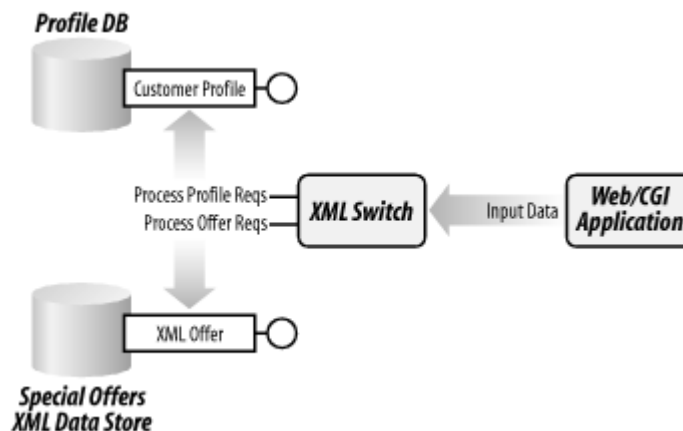 Profile DB
Customer Profile
Process Profile Reqs
Process Offer Reqs
XML Switch
Input Data
Web/CGI
Application
XML Offer
Special Offers
XML Data Store